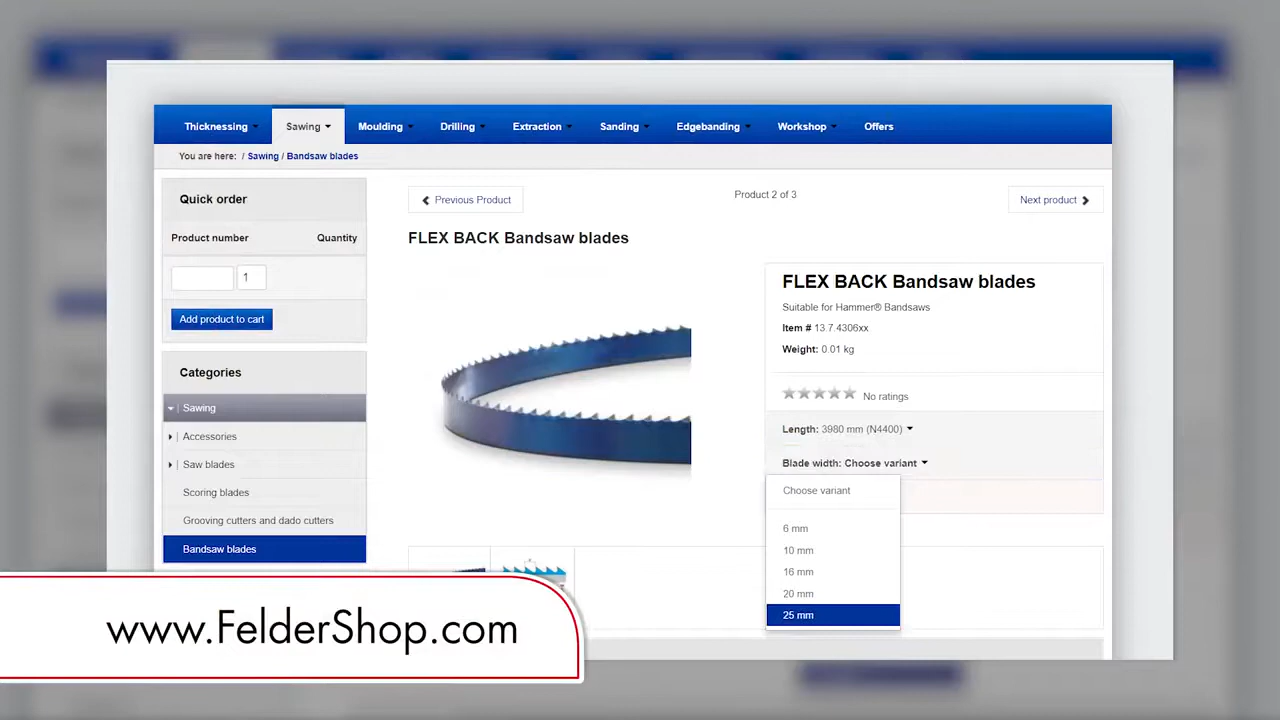 Thicknessing Sawing Moulding Drilling Extraction Sanding Edgebanding Workshop Offers
You are here: / Sawing / Bandsaw blades
Quick order
Product number Quantity
1
Add product to cart
Categories
Sawing
Accessories
Saw blades
Scoring blades
Grooving cutters and dado cutters
Bandsaw blades
Previous Product
Product 2 of 3
Next product
FLEX BACK Bandsaw blades
FLEX BACK Bandsaw blades
Suitable for Hammer® Bandsaws
Item # 13.7.4306xx
Weight: 0.01 kg
No ratings
Length: 3980 mm (N4400)
Blade width: Choose variant
Choose variant
6 mm
10 mm
16 mm
20 mm
25 mm
www.FelderShop.com